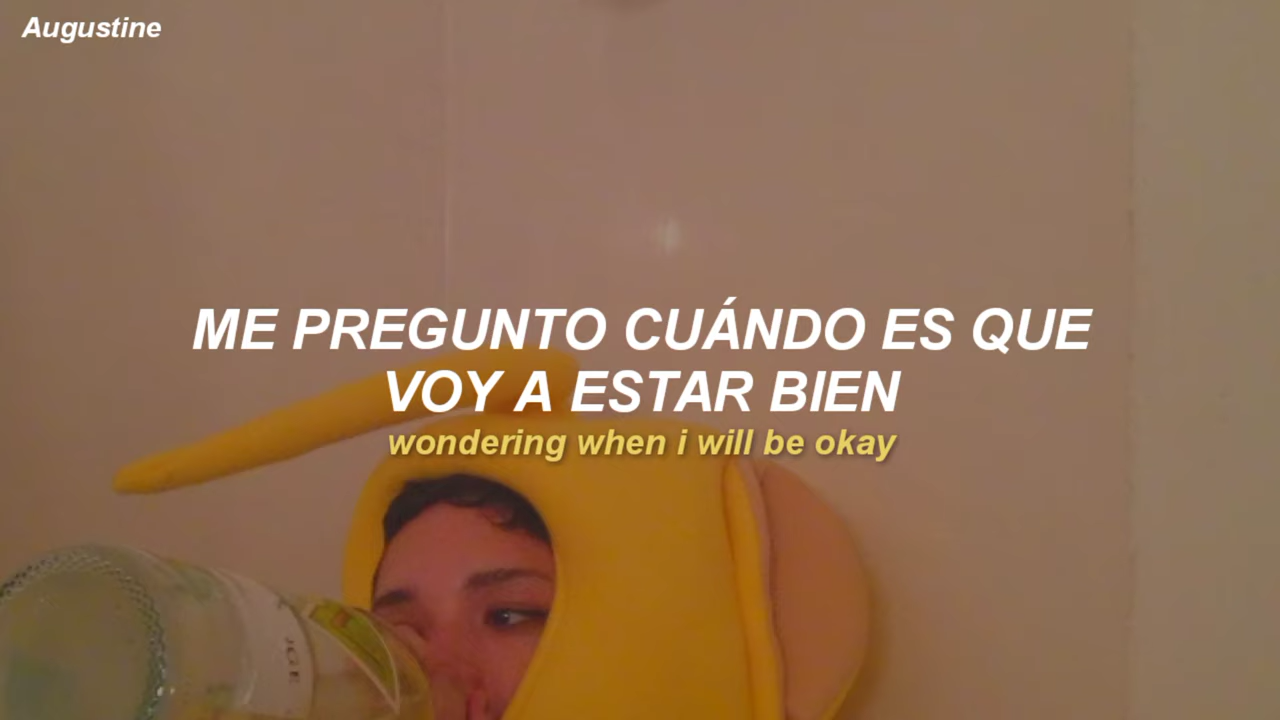 Augustine
ME PREGUNTO CUÁNDO ES QUE
VOY A ESTAR BIEN
wondering when i will be okay